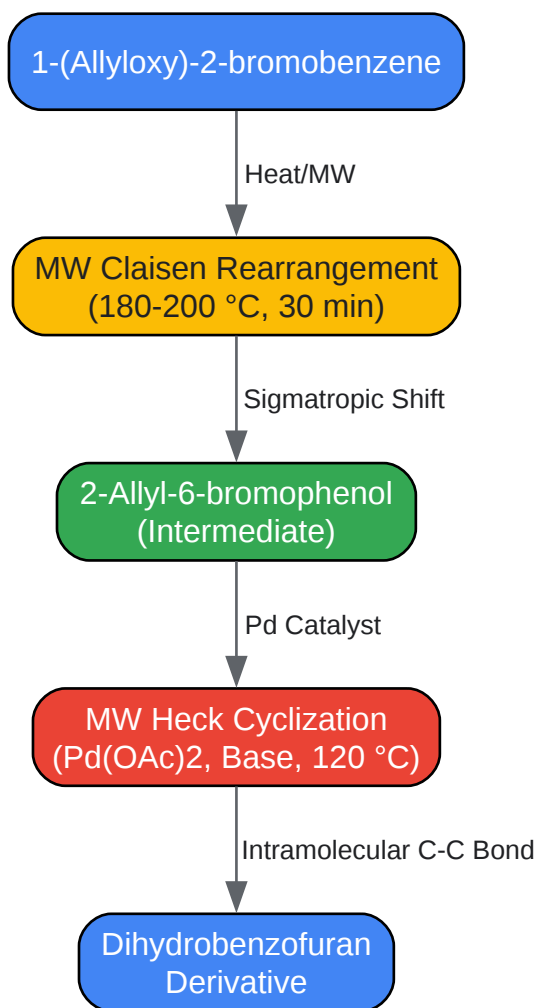 1-(Allyloxy)-2-bromobenzene
Heat/MW
MW Claisen Rearrangement
(180-200 °C, 30 min)
Sigmatropic Shift
2-Allyl-6-bromophenol
(Intermediate)
Pd Catalyst
MW Heck Cyclization
(Pd(OAc)2, Base, 120 °C)
Intramolecular C-C Bond
Dihydrobenzofuran
Derivative